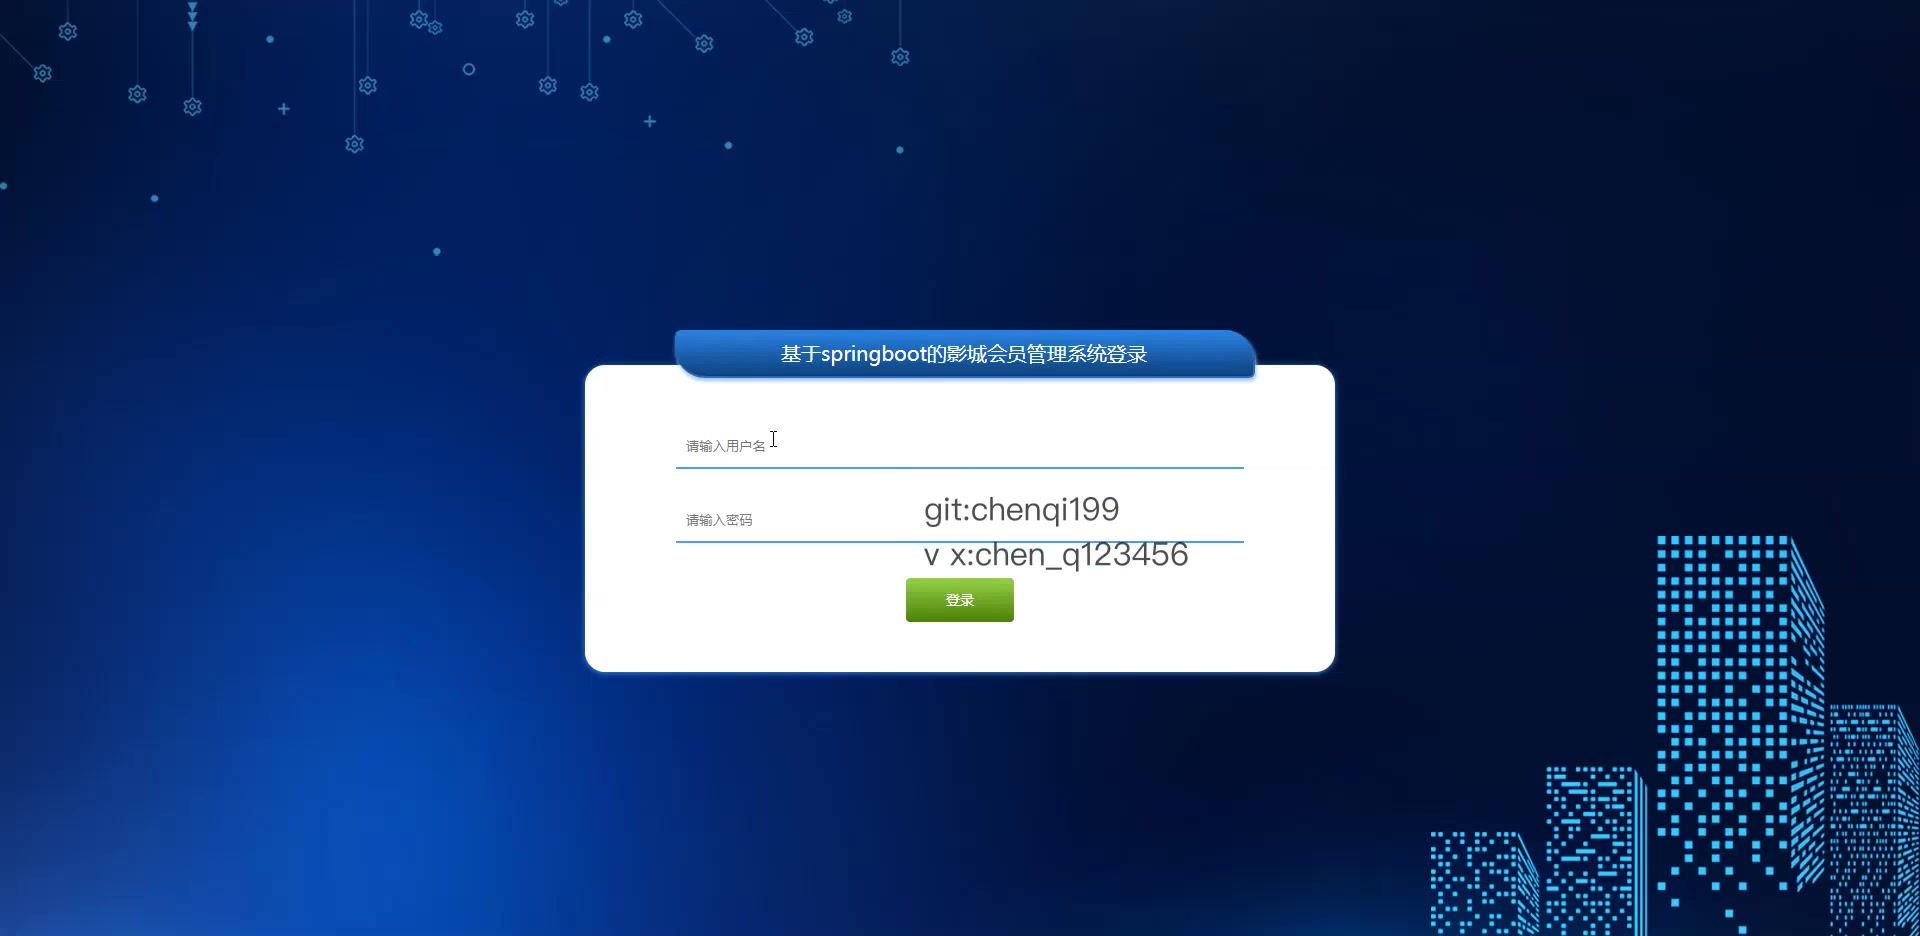 基于springboot的影城会员管理系统登录
请输入用户名
请输入密码
git:chenqi199
v x:chen_q123456
登录